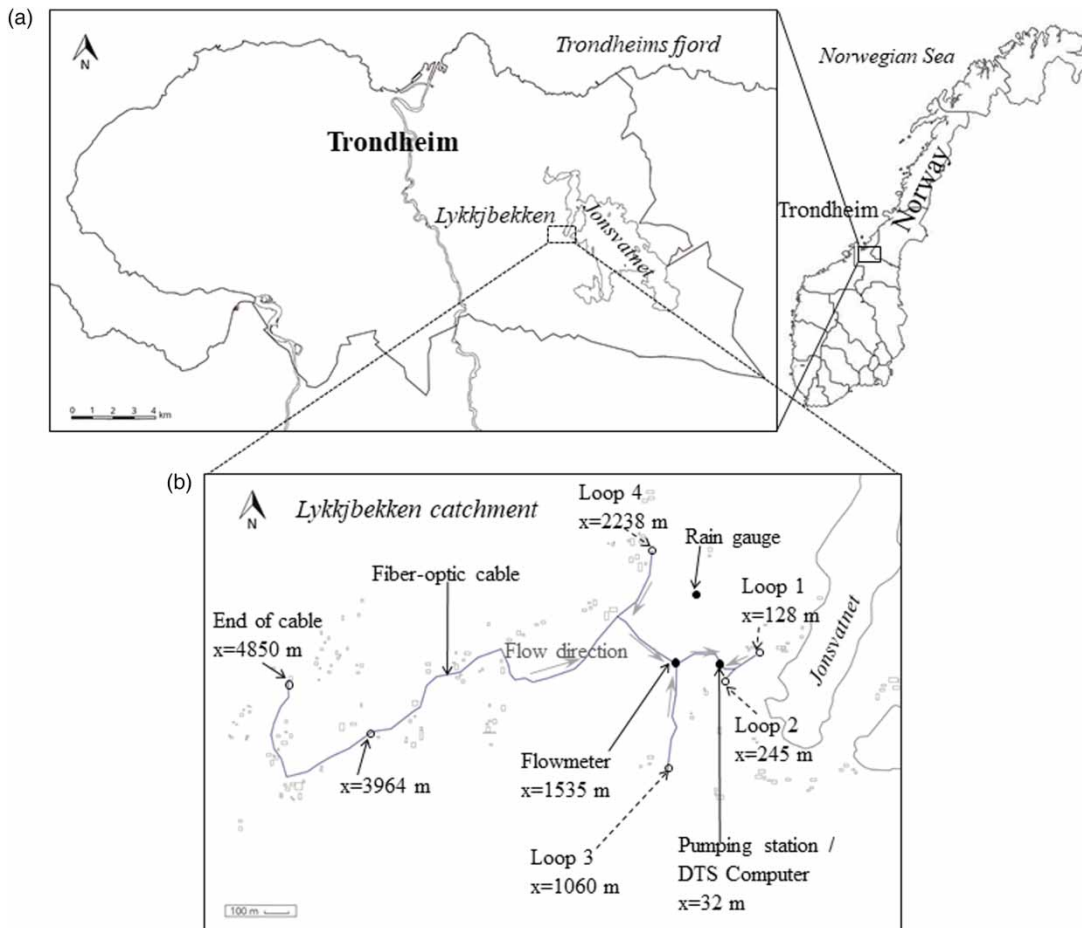 (a)
N
Trondheims fjord
Norwegian Sea
Trondheim
Lykkjbekken
Jonsvatnet
Trondheim
Norway
0 1 2 3 4
km
(b)
N
Lykkjbekken catchment
Loop 4
x=2238 m
Rain gauge
Fiber-optic cable
Loop 1
x=128 m
End of cable
x=4850 m
Flow direction
Jonsvatnet
Loop 2
x=245 m
x=3964 m
Flowmeter
x=1535 m
Loop 3
x=1060 m
Pumping station /
DTS Computer
x=32 m
100 m